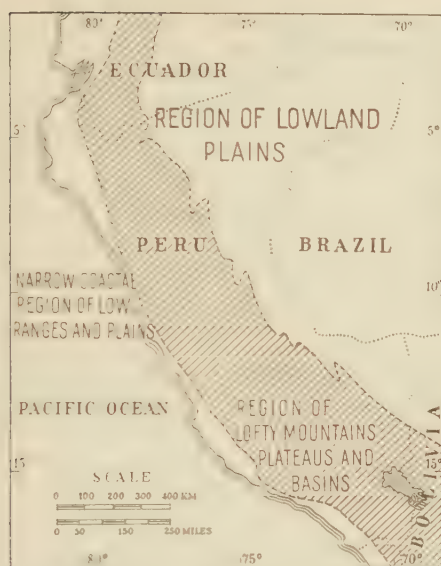 80°
75°
70°
ECUADOR
REGION OF LOWLAND
PLAINS
5°
5°
PERU
BRAZIL
NARROW COASTAL
REGION OF LOW
RANGES AND PLAINS
10°
PACIFIC OCEAN
REGION OF
LOFTY MOUNTAINS
PLATEAUS AND
BASINS
BOLIVIA
15
15°
SCALE
0 100 200 300 400 KM
0 50 150 250 MILES
80°
75°
70°